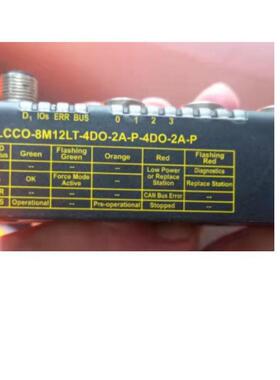 D1 IOs ERR BUS 0 1 2 3
LCCO-8M12LT-4DO-2A-P-4DO-2A-P
Green Flashing Green Orange Red Flashing Red
-- -- -- Low Power or Replace Station Diagnostics
OK Force Mode Active -- Replace Station
-- -- -- CAN Bus Error --
Operational -- Pre-operational Stopped --